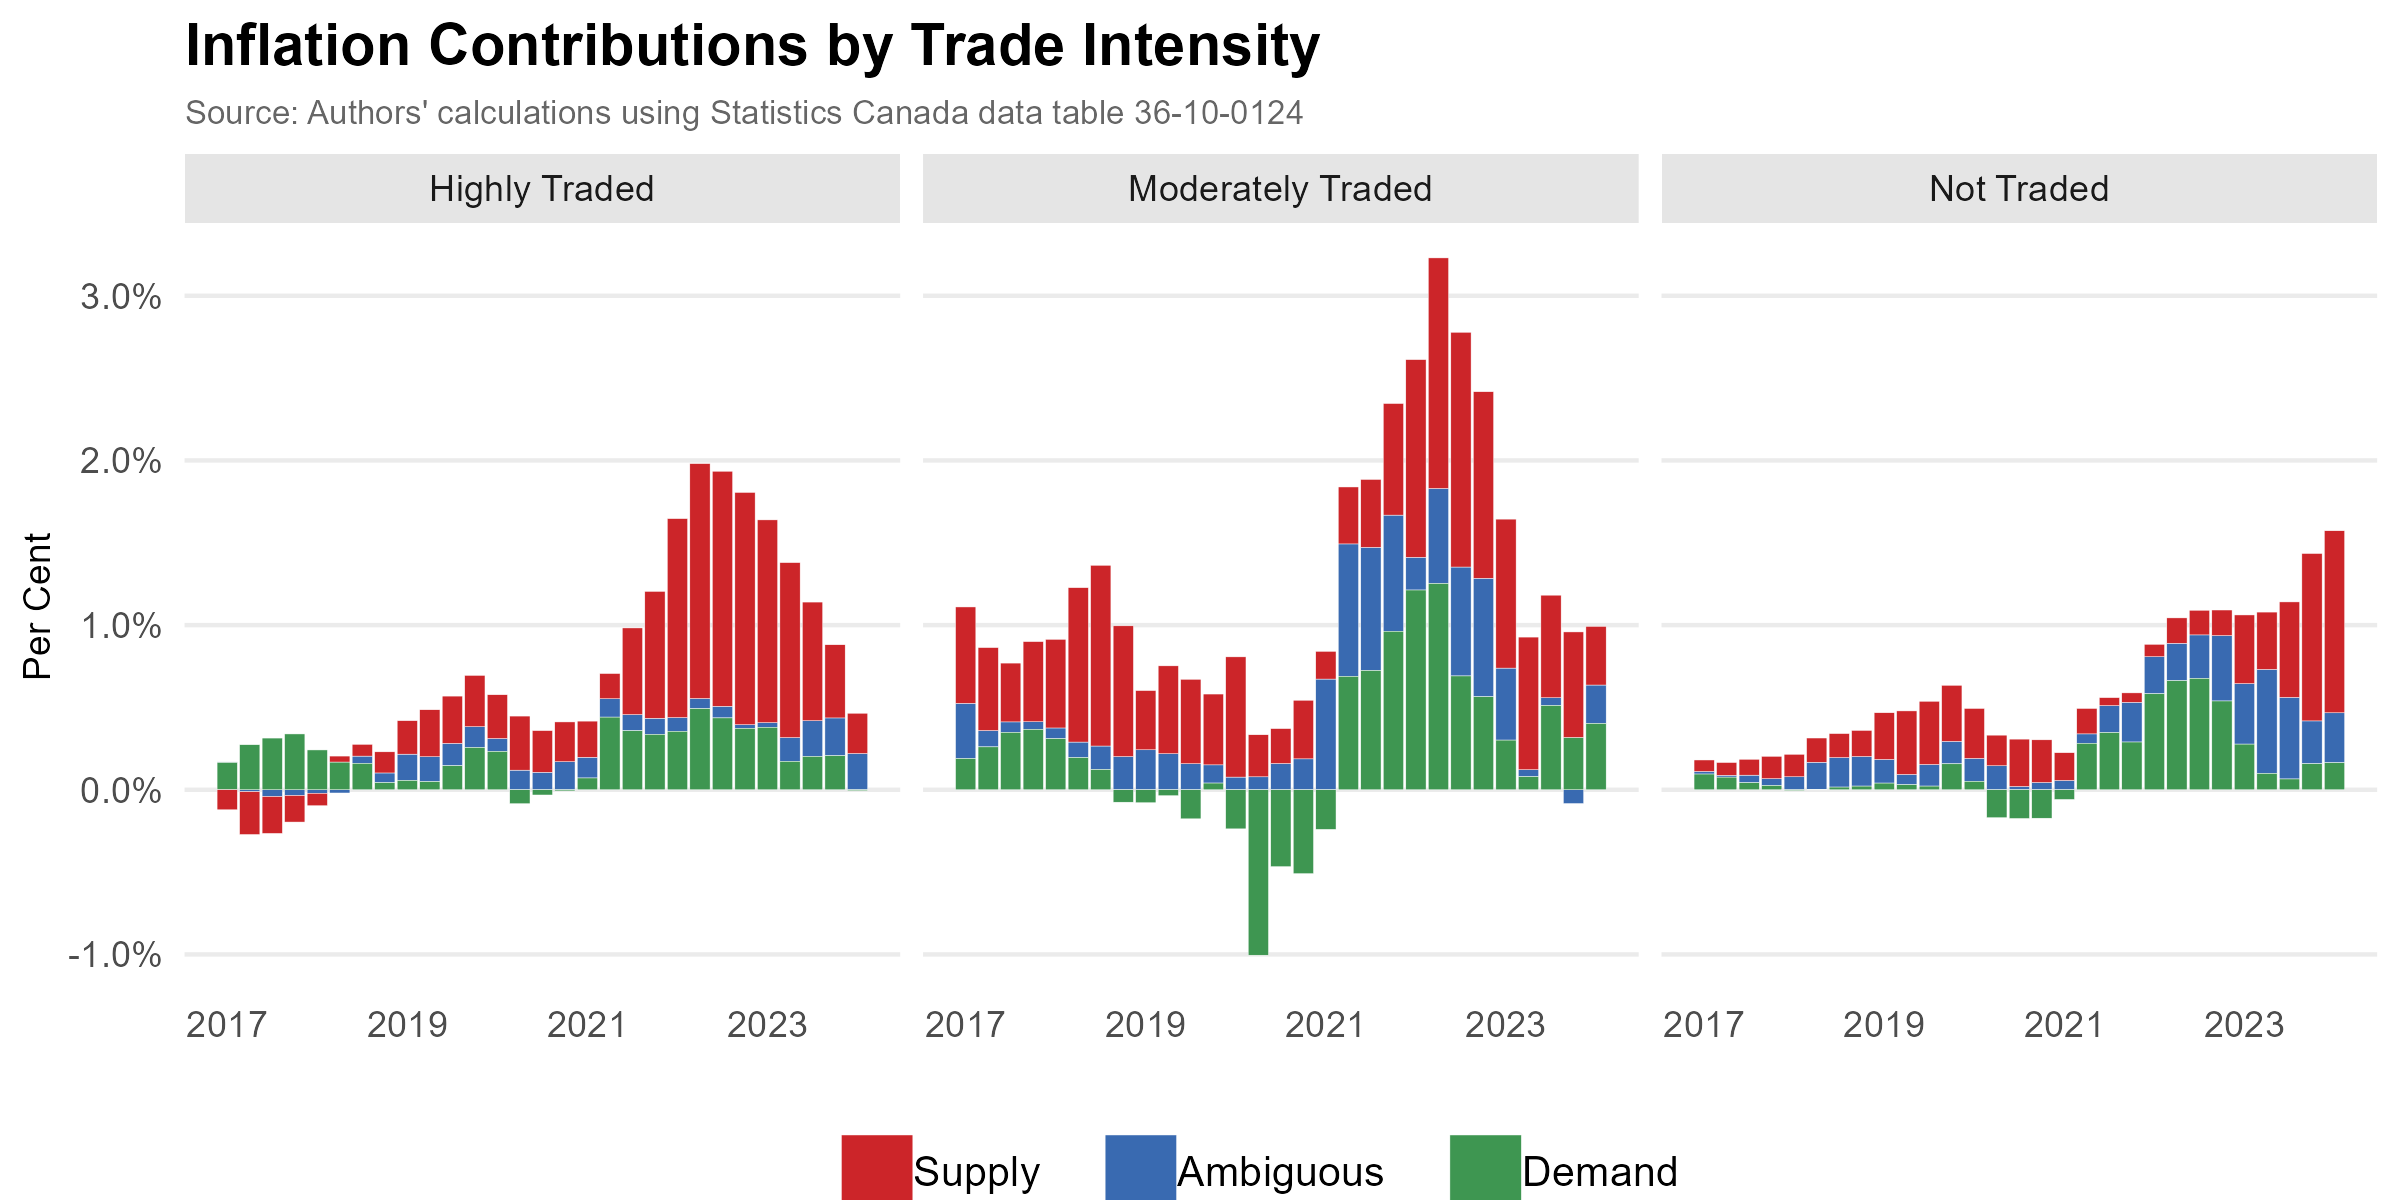 Inflation Contributions by Trade Intensity
Source: Authors' calculations using Statistics Canada data table 36-10-0124
Highly Traded Moderately Traded Not Traded
Per Cent
3.0%
2.0%
1.0%
0.0%
-1.0%
2017 2019 2021 2023 2017 2019 2021 2023 2017 2019 2021 2023
Supply Ambiguous Demand